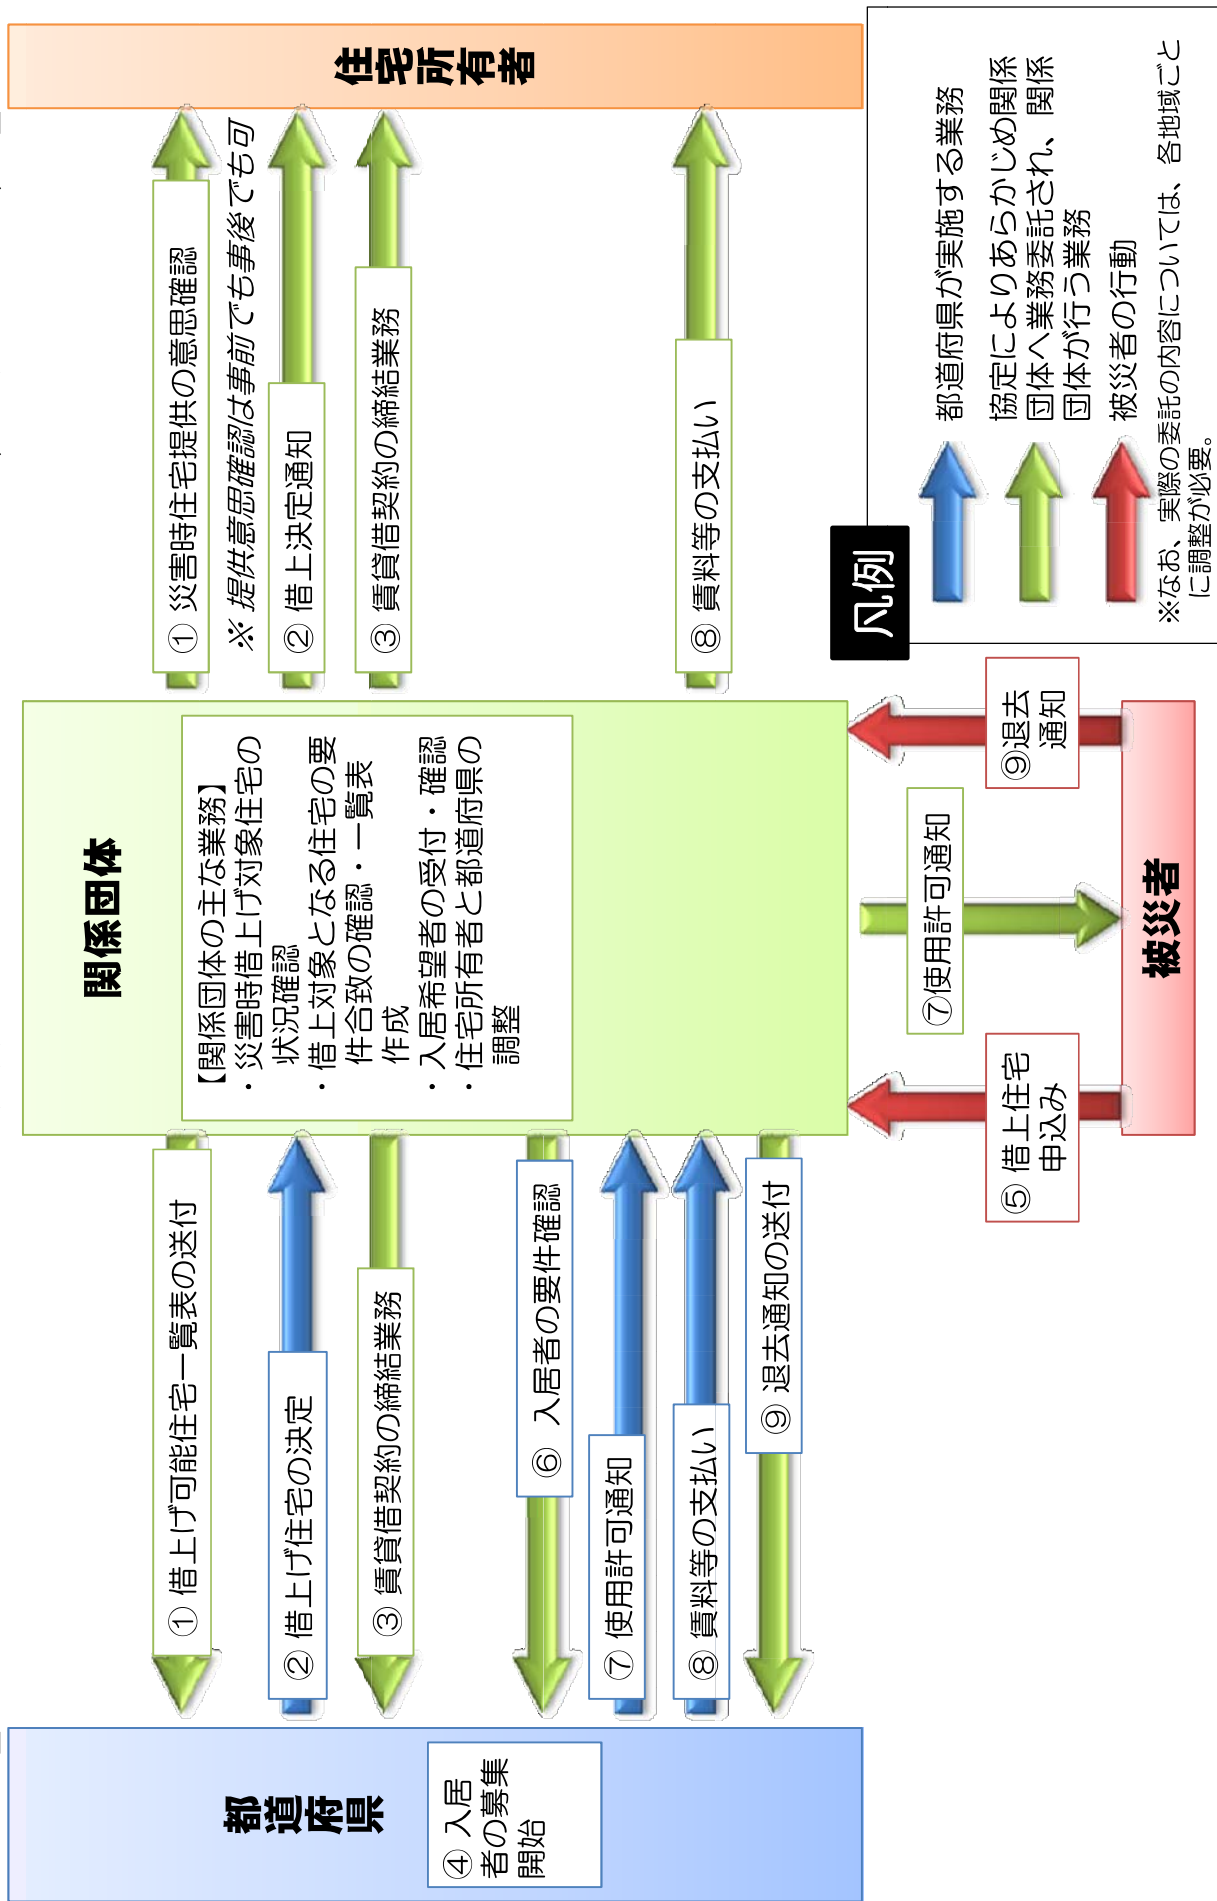 都道府県
④ 入居
者の募集
開始
① 借上げ可能住宅一覧表の送付
② 借上げ住宅の決定
③ 賃貸借契約の締結業務
⑥ 入居者の要件確認
⑦ 使用許可通知
⑧ 賃料等の支払い
⑨ 退去通知の送付
関係団体
【関係団体の主な業務】
・災害時借上げ対象住宅の
状況確認
・借上対象となる住宅の要
件合致の確認・一覧表
作成
・入居希望者の受付・確認
・住宅所有者と都道府県の
調整
① 災害時住宅提供の意思確認
※ 提供意思確認は事前でも事後でも可
② 借上決定通知
③ 賃貸借契約の締結業務
⑧ 賃料等の支払い
住宅所有者
⑤ 借上住宅
申込み
⑦使用許可通知
⑨退去
通知
被災者
凡例
都道府県が実施する業務
協定によりあらかじめ関係
団体へ業務委託され、関係
団体が行う業務
被災者の行動
※なお、実際の委託の内容については、各地域ごと
に調整が必要。